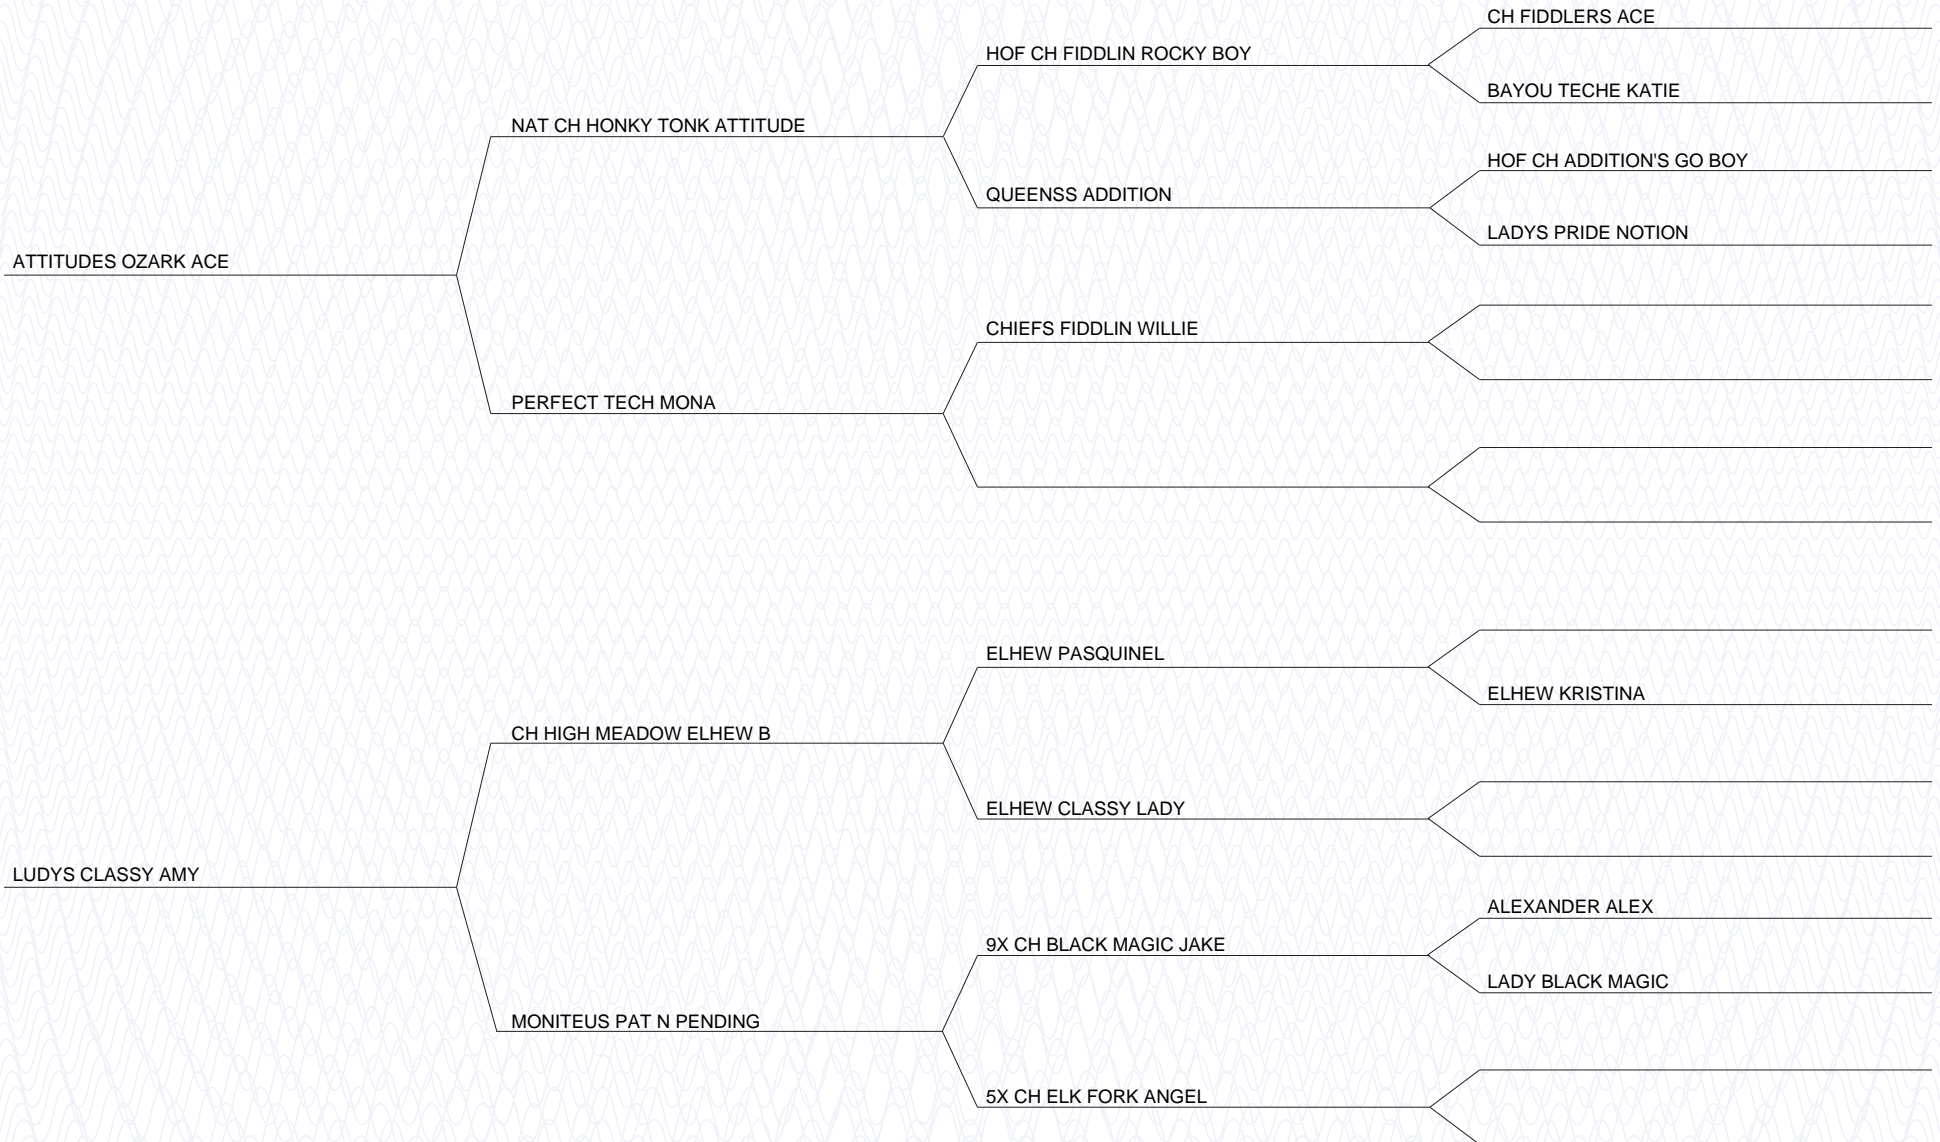 CH FIDDLERS ACE
HOF CH FIDDLIN ROCKY BOY
BAYOU TECHE KATIE
NAT CH HONKY TONK ATTITUDE
HOF CH ADDITION'S GO BOY
QUEENSS ADDITION
LADYS PRIDE NOTION
ATTITUDES OZARK ACE
CHIEFS FIDDLIN WILLIE
PERFECT TECH MONA
ELHEW PASQUINEL
ELHEW KRISTINA
CH HIGH MEADOW ELHEW B
ELHEW CLASSY LADY
LUDYS CLASSY AMY
ALEXANDER ALEX
9X CH BLACK MAGIC JAKE
LADY BLACK MAGIC
MONITEUS PAT N PENDING
5X CH ELK FORK ANGEL